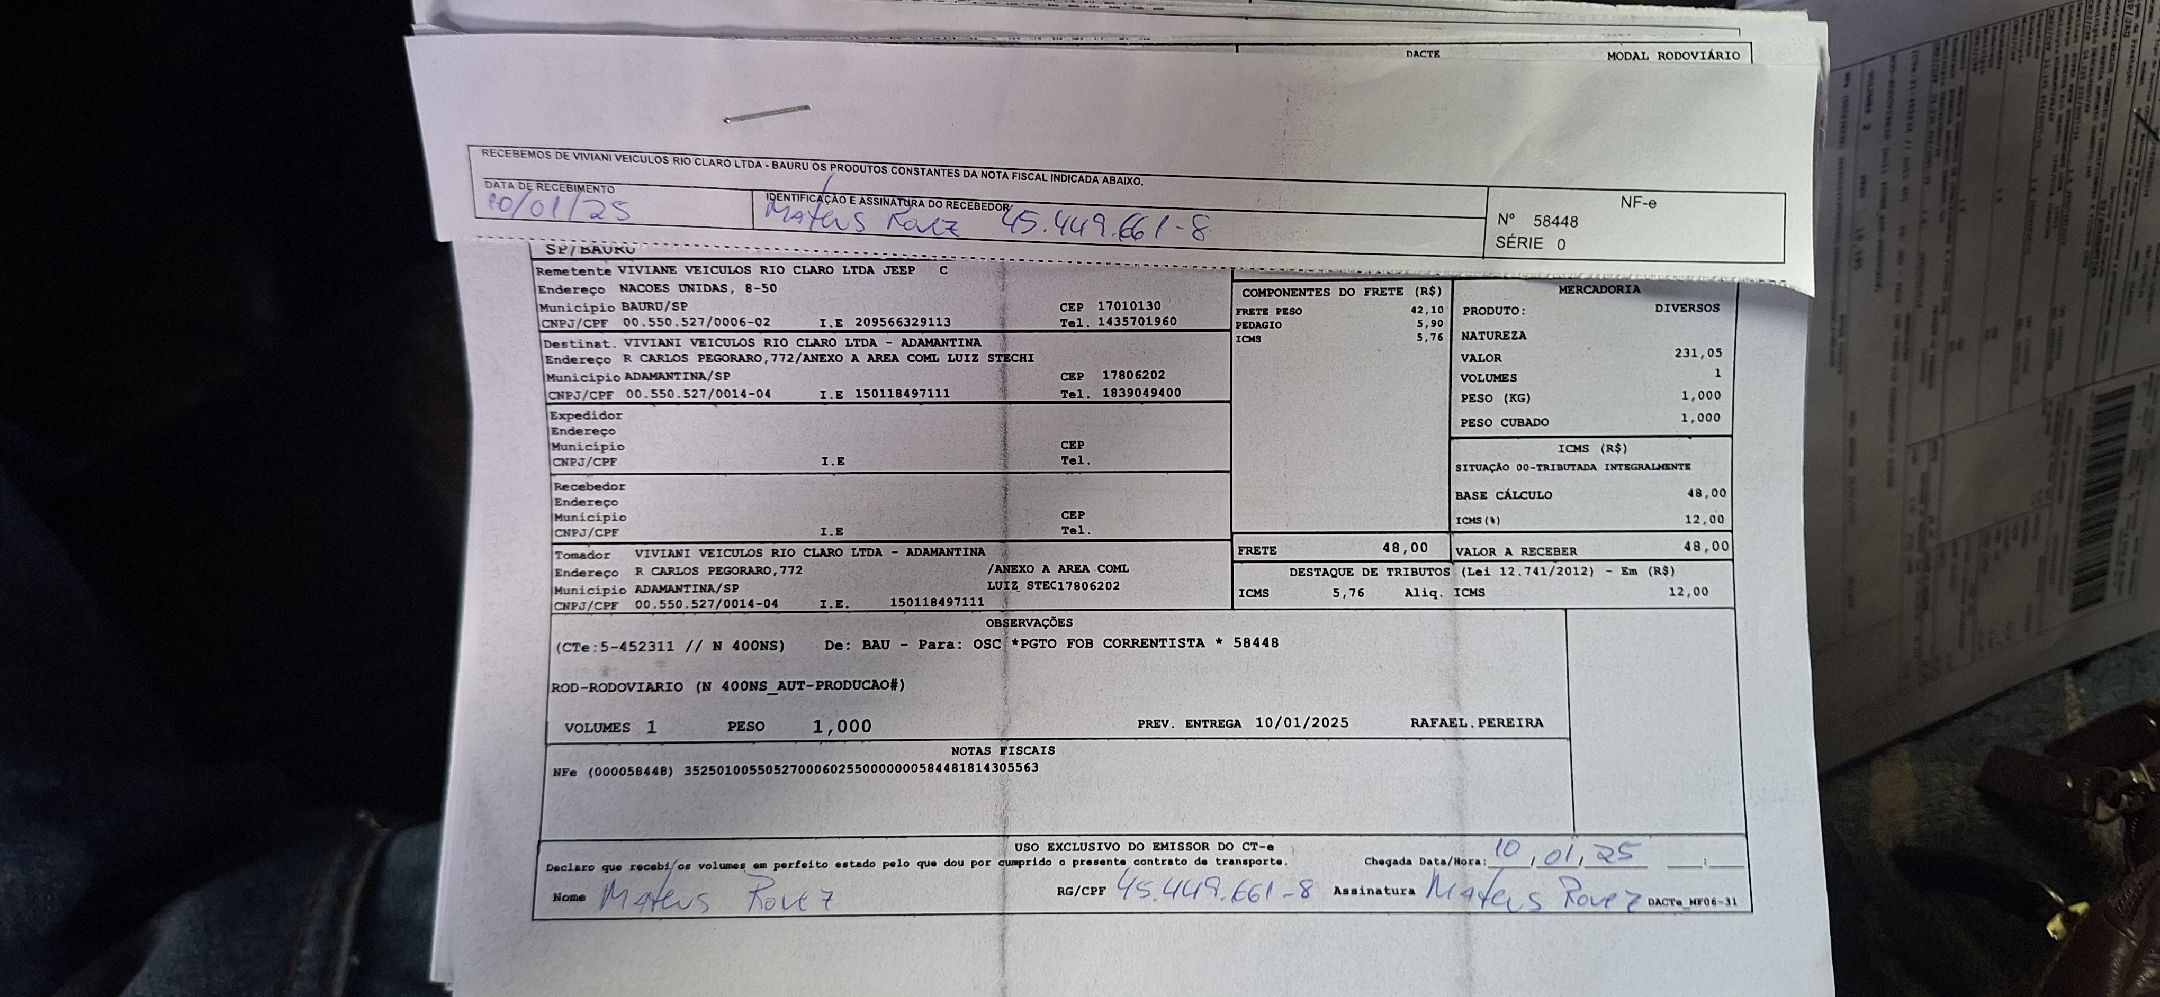 DACTE MODAL RODOVIÁRIO
RECEBEMOS DE VIVIANI VEICULOS RIO CLARO LTDA - BAURU OS PRODUTOS CONSTANTES DA NOTA FISCAL INDICADA ABAIXO.
DATA DE RECEBIMENTO
10/01/25
IDENTIFICAÇÃO E ASSINATURA DO RECEBEDOR
Mateus 45.449.661-8
NF-e
Nº 58448
SÉRIE 0
SP/BAURU
Remetente VIVIANE VEICULOS RIO CLARO LTDA JEEP C
Endereço NACOES UNIDAS, 8-50
Município BAURU/SP CEP 17010130
CNPJ/CPF 00.550.527/0006-02 I.E 209566329113 Tel. 1435701960
Destinat. VIVIANI VEICULOS RIO CLARO LTDA - ADAMANTINA
Endereço R CARLOS PEGORARO,772/ANEXO A AREA COML LUIZ STECHI
Município ADAMANTINA/SP CEP 17806202
CNPJ/CPF 00.550.527/0014-04 I.E 150118497111 Tel. 1839049400
Expedidor
Endereço
Município CEP
CNPJ/CPF I.E Tel.
Recebedor
Endereço
Município CEP
CNPJ/CPF I.E Tel.
Tomador VIVIANI VEICULOS RIO CLARO LTDA - ADAMANTINA
Endereço R CARLOS PEGORARO,772 /ANEXO A AREA COML
Município ADAMANTINA/SP LUIZ STEC17806202
CNPJ/CPF 00.550.527/0014-04 I.E. 150118497111
COMPONENTES DO FRETE (R$)
FRETE PESO 42,10
PEDAGIO 5,90
ICMS 5,76
MERCADORIA
PRODUTO: DIVERSOS
NATUREZA
VALOR 231,05
VOLUMES 1
PESO (KG) 1,000
PESO CUBADO 1,000
ICMS (R$)
SITUAÇÃO 00-TRIBUTADA INTEGRALMENTE
BASE CÁLCULO 48,00
ICMS(%) 12,00
FRETE 48,00 VALOR A RECEBER 48,00
DESTAQUE DE TRIBUTOS (Lei 12.741/2012) - Em (R$)
ICMS 5,76 Aliq. ICMS 12,00
OBSERVAÇÕES
(CTe:5-452311 // N 400NS) De: BAU - Para: OSC *PGTO FOB CORRENTISTA * 58448
ROD-RODOVIARIO (N 400NS_AUT-PRODUCAO#)
VOLUMES 1 PESO 1,000 PREV. ENTREGA 10/01/2025 RAFAEL.PEREIRA
NOTAS FISCAIS
NFe (000058448) 35250100550527000602550000000584481814305563
USO EXCLUSIVO DO EMISSOR DO CT-e
Declaro que recebi os volumes em perfeito estado pelo que dou por cumprido o presente contrato de transporte. Chegada Data/Hora: 10/01/25 __:__
Nome Mateus RG/CPF 45.449.661-8 Assinatura Mateus DACTe_MF06-31